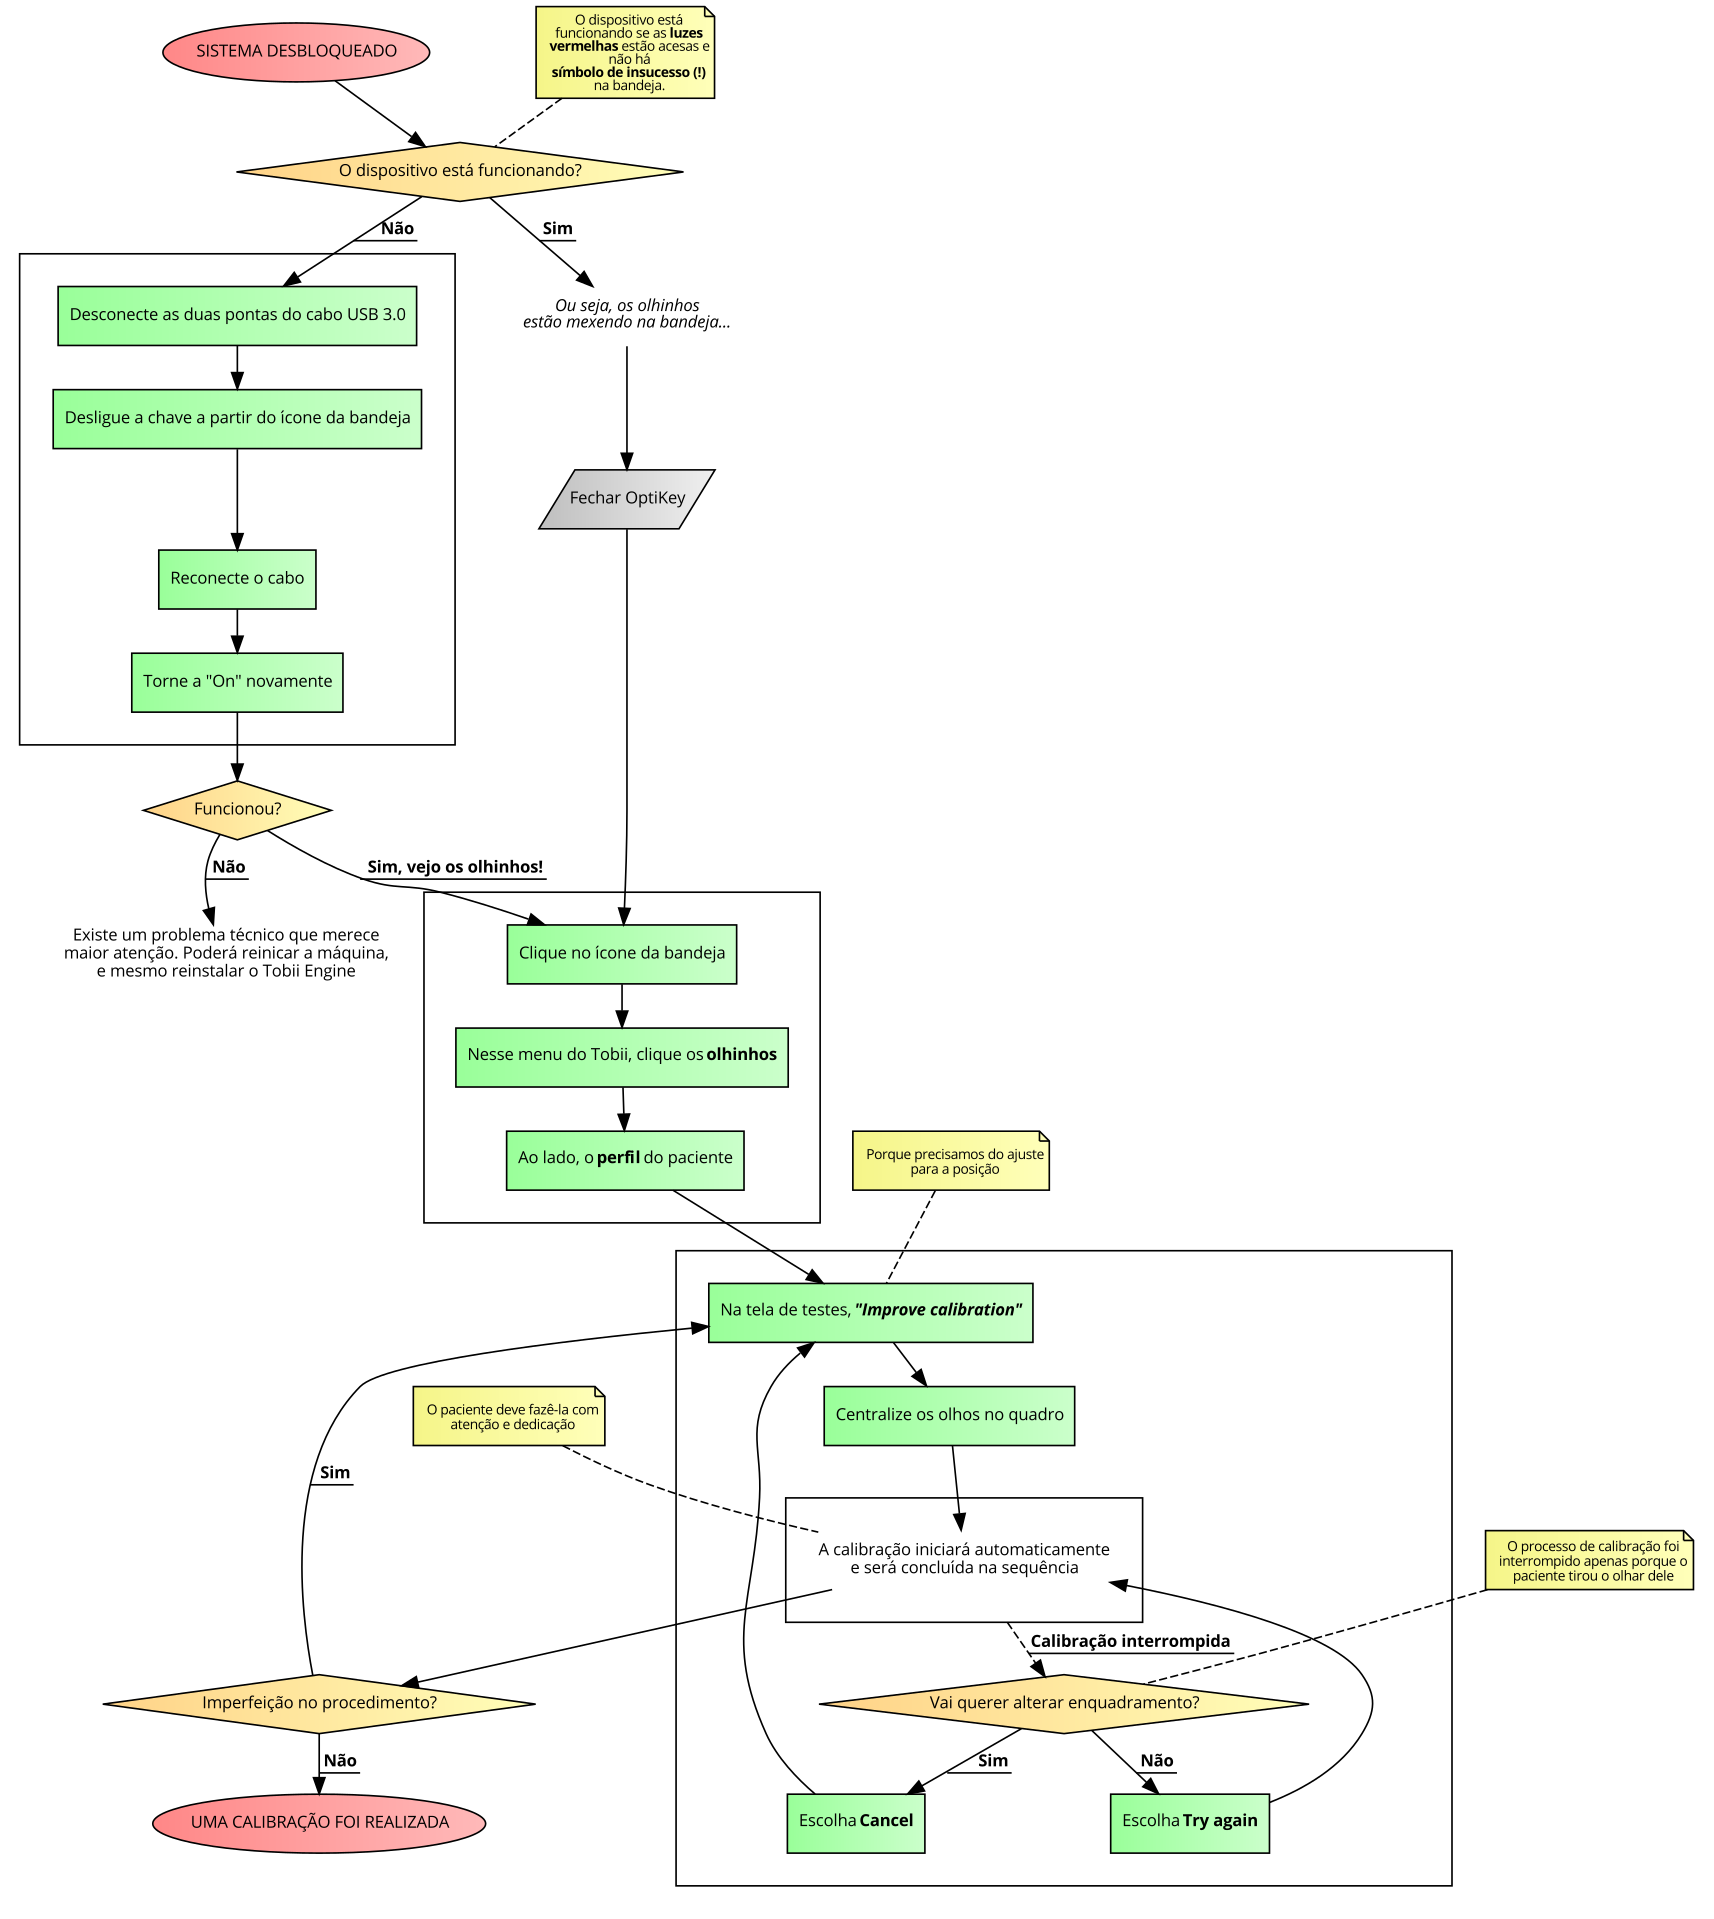 SISTEMA DESBLOQUEADO
O dispositivo está
funcionando se as luzes
vermelhas estão acesas e
não há
símbolo de insucesso (!)
na bandeja.
O dispositivo está funcionando?
Não
Sim
Desconecte as duas pontas do cabo USB 3.0
Ou seja, os olhinhos
estão mexendo na bandeja...
Desligue a chave a partir do ícone da bandeja
Fechar OptiKey
Reconecte o cabo
Torne a "On" novamente
Funcionou?
Não
Sim, vejo os olhinhos!
Existe um problema técnico que merece
maior atenção. Poderá reinicar a máquina,
e mesmo reinstalar o Tobii Engine
Clique no ícone da bandeja
Nesse menu do Tobii, clique os olhinhos
Ao lado, o perfil do paciente
Porque precisamos do ajuste
para a posição
Na tela de testes, "Improve calibration"
O paciente deve fazê-la com
atenção e dedicação
Centralize os olhos no quadro
Sim
A calibração iniciará automaticamente
e será concluída na sequência
O processo de calibração foi
interrompido apenas porque o
paciente tirou o olhar dele
Calibração interrompida
Imperfeição no procedimento?
Vai querer alterar enquadramento?
Não
Sim
Não
UMA CALIBRAÇÃO FOI REALIZADA
Escolha Cancel
Escolha Try again